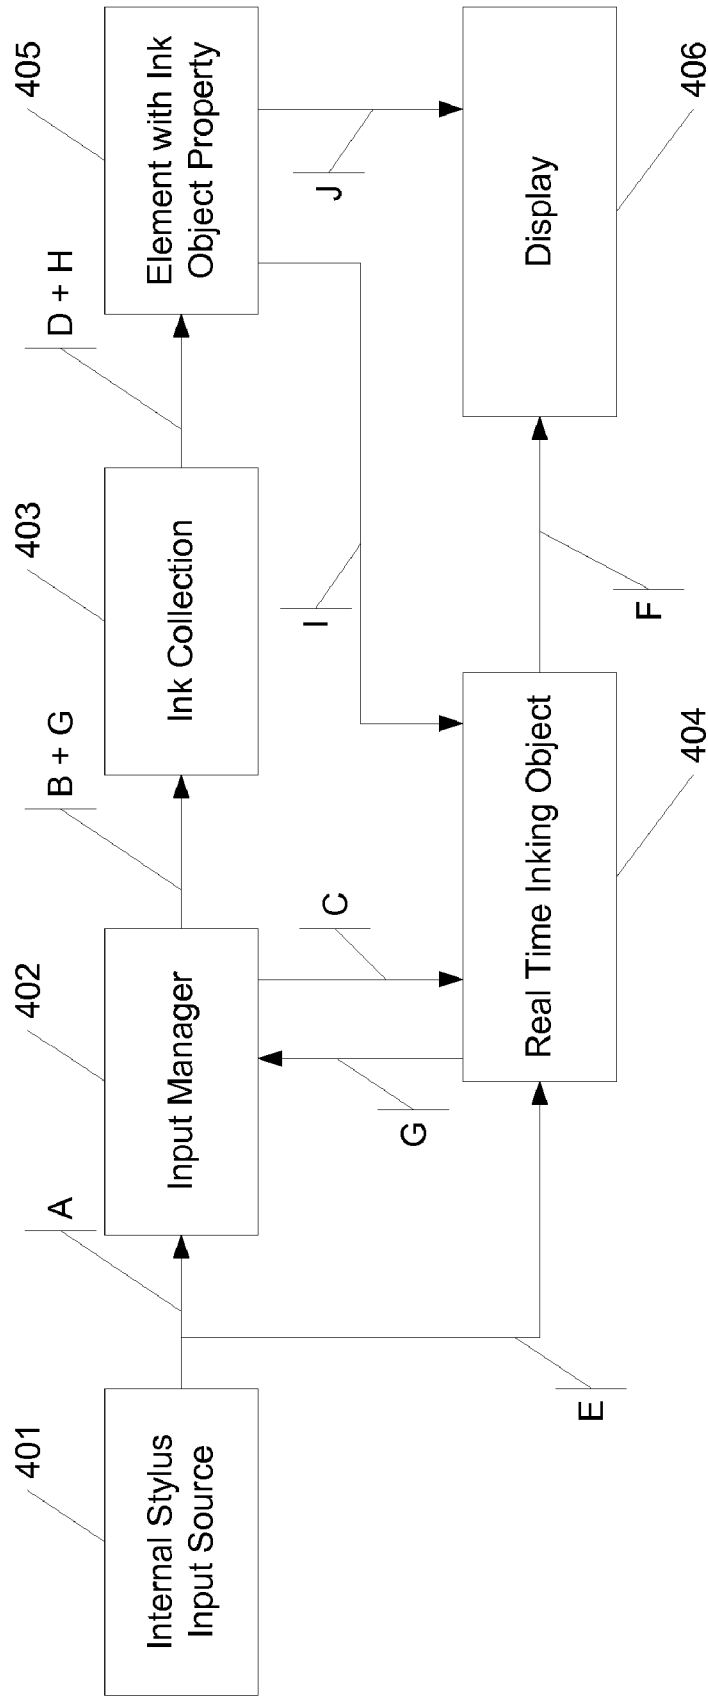 401
Internal Stylus
Input Source
A
402
Input Manager
B + G
403
Ink Collection
D + H
405
Element with Ink
Object Property
E
G
C
I
J
404
Real Time Inking Object
F
406
Display